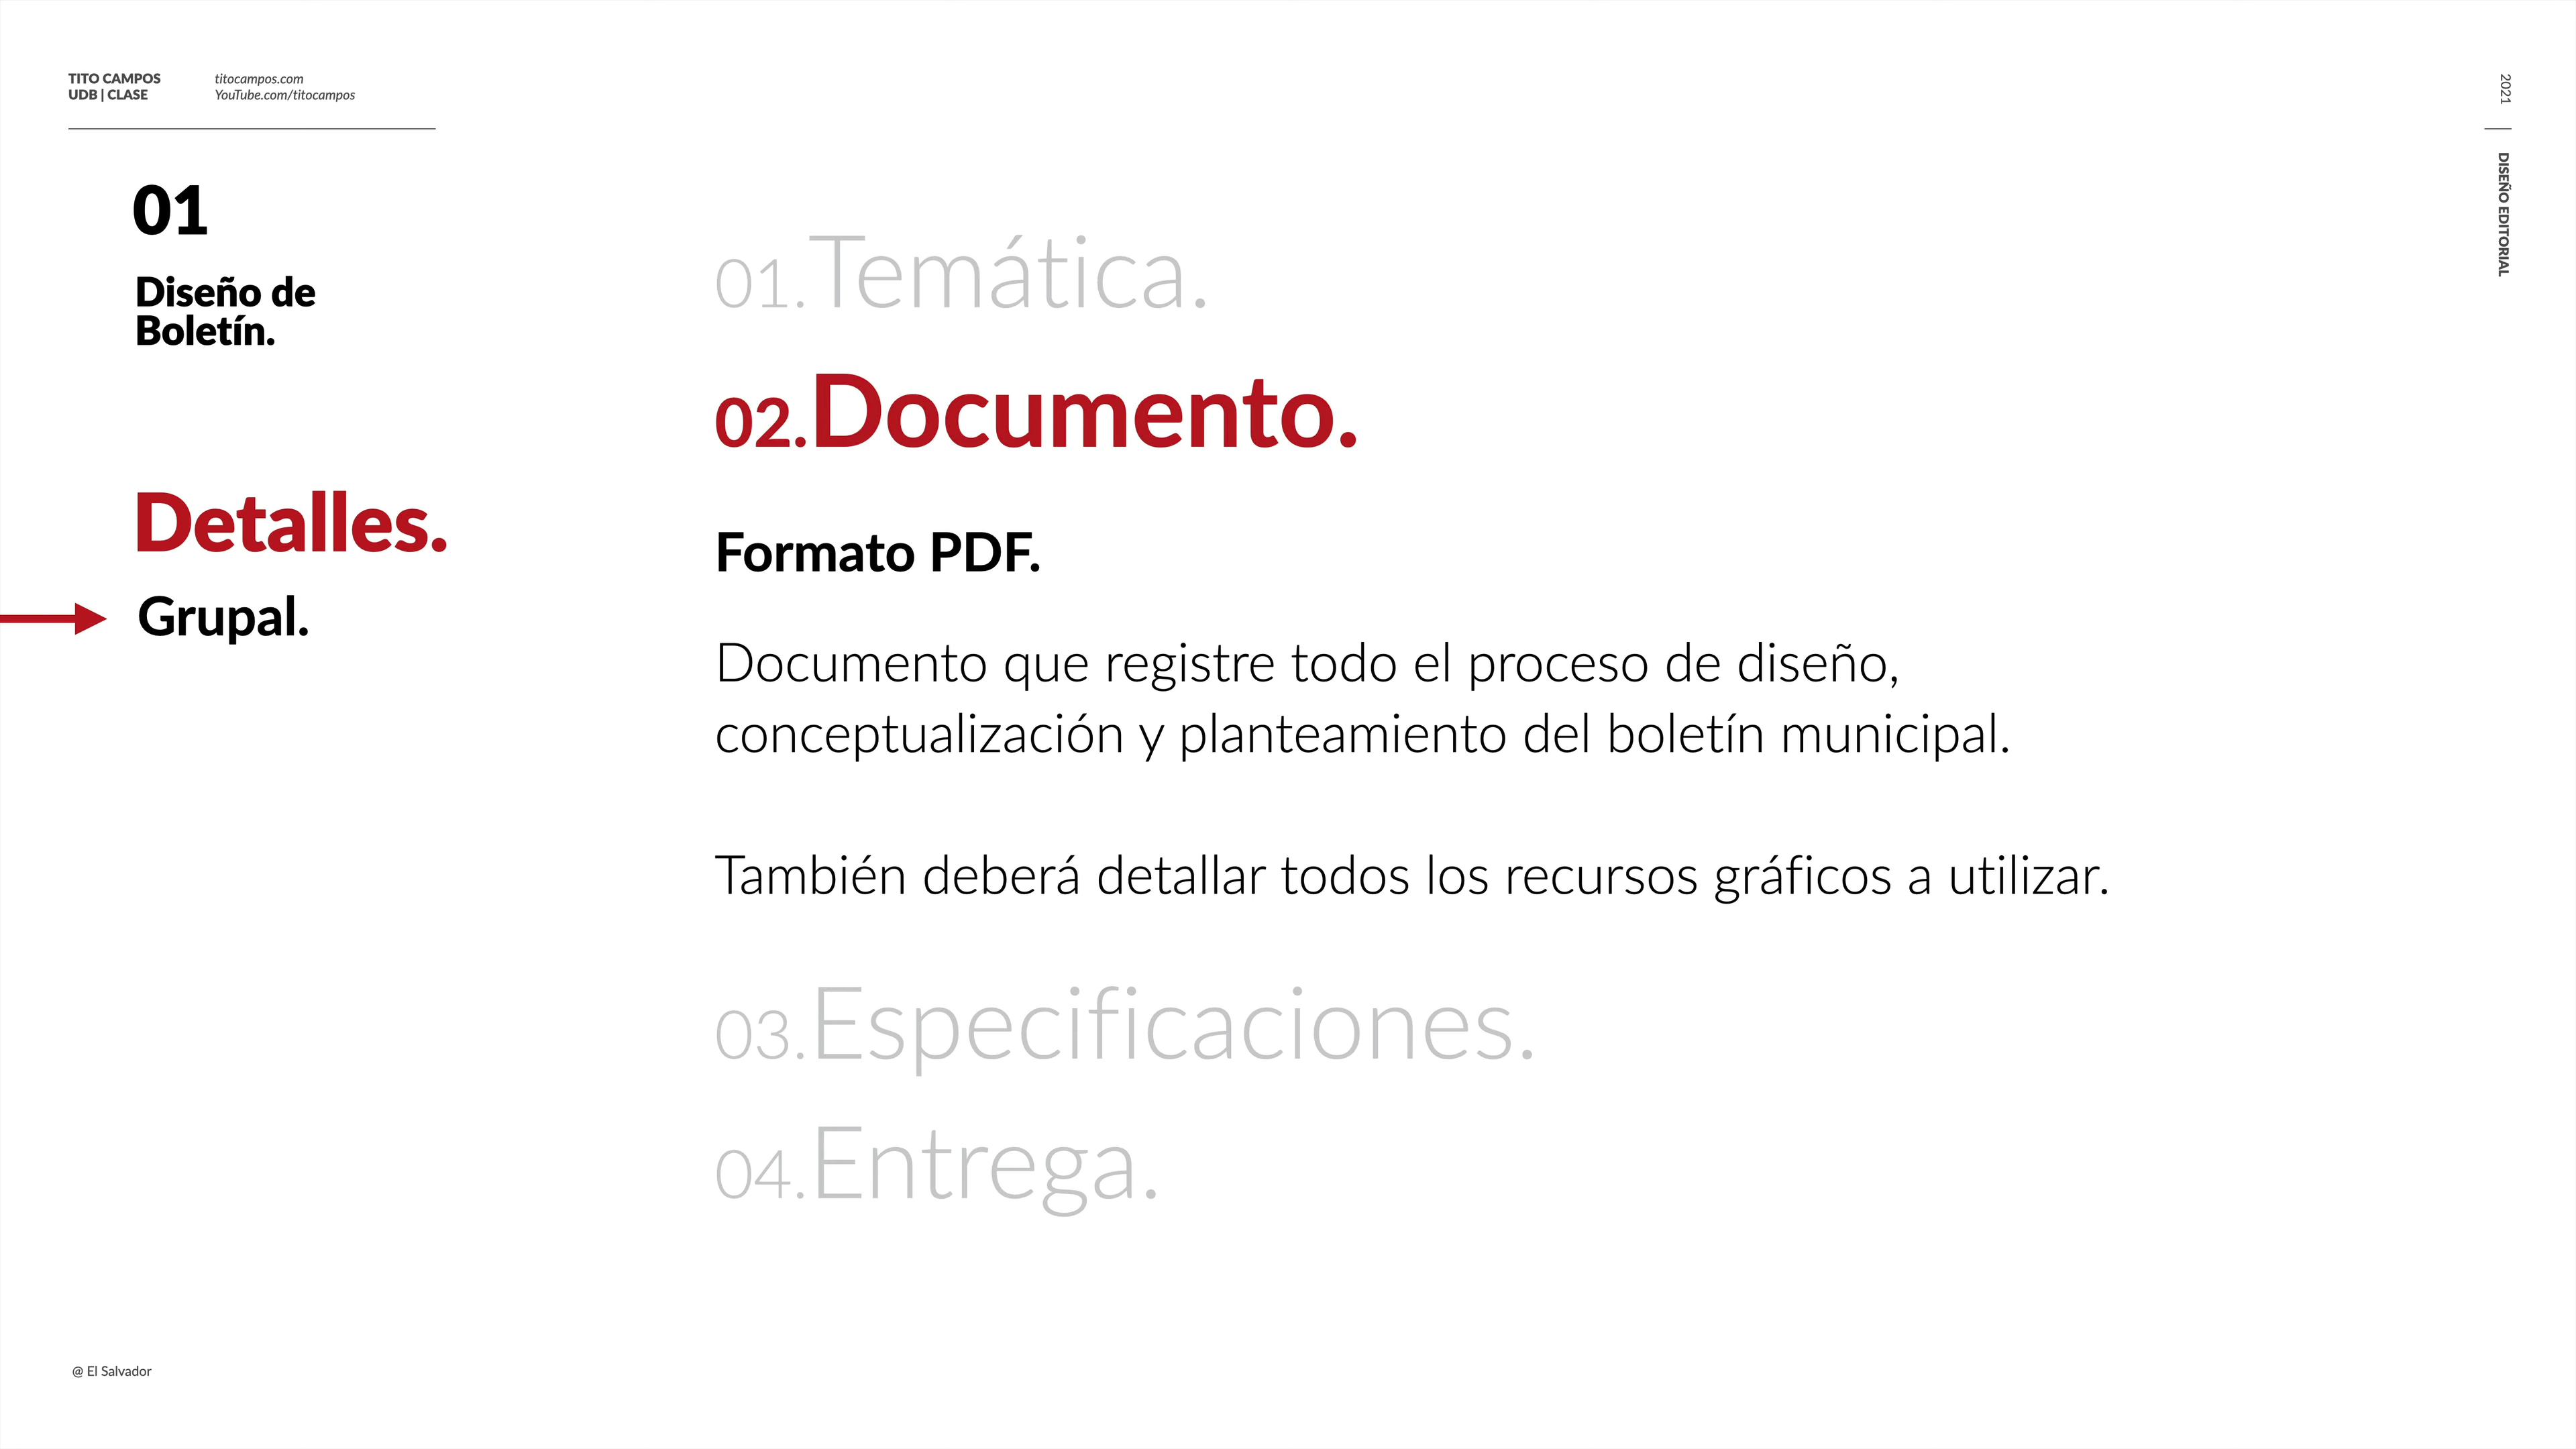 TITO CAMPOS
UDB | CLASE
titocampos.com
YouTube.com/titocampos
2021
DISEÑO EDITORIAL
01
Diseño de
Boletín.
Detalles.
Grupal.
01.Temática.
02.Documento.
Formato PDF.
Documento que registre todo el proceso de diseño,
conceptualización y planteamiento del boletín municipal.
También deberá detallar todos los recursos gráficos a utilizar.
03.Especificaciones.
04.Entrega.
@ El Salvador